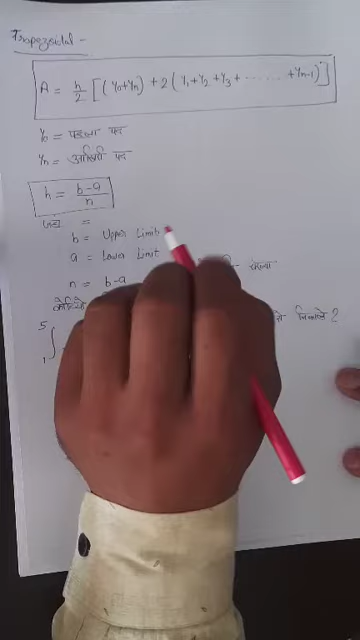 Trapezoidal -
A = h/2 [(y₀+yₙ) + 2(y₁+y₂+y₃+ ...... +yₙ₋₁)]
y₀ = पहला पद
yₙ = आखिरी पद
h = b-a/n
जहाँ =
b = Upper Limit
a = Lower Limit
n = b-a
निकाले ?
∫ 5 1